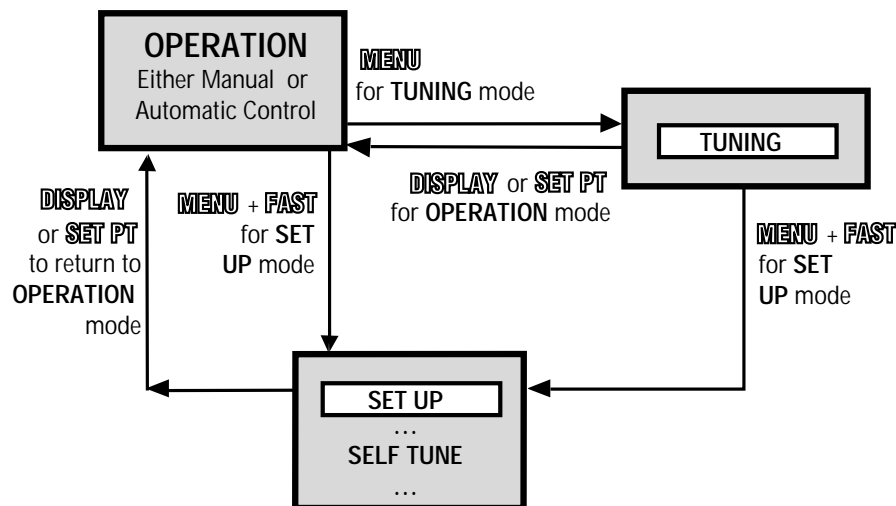 OPERATION
Either Manual or
Automatic Control
MENU
for TUNING mode
TUNING
DISPLAY or SET PT
for OPERATION mode
DISPLAY
or SET PT
to return to
OPERATION
mode
MENU + FAST
for SET
UP mode
MENU + FAST
for SET
UP mode
SET UP
...
SELF TUNE
...